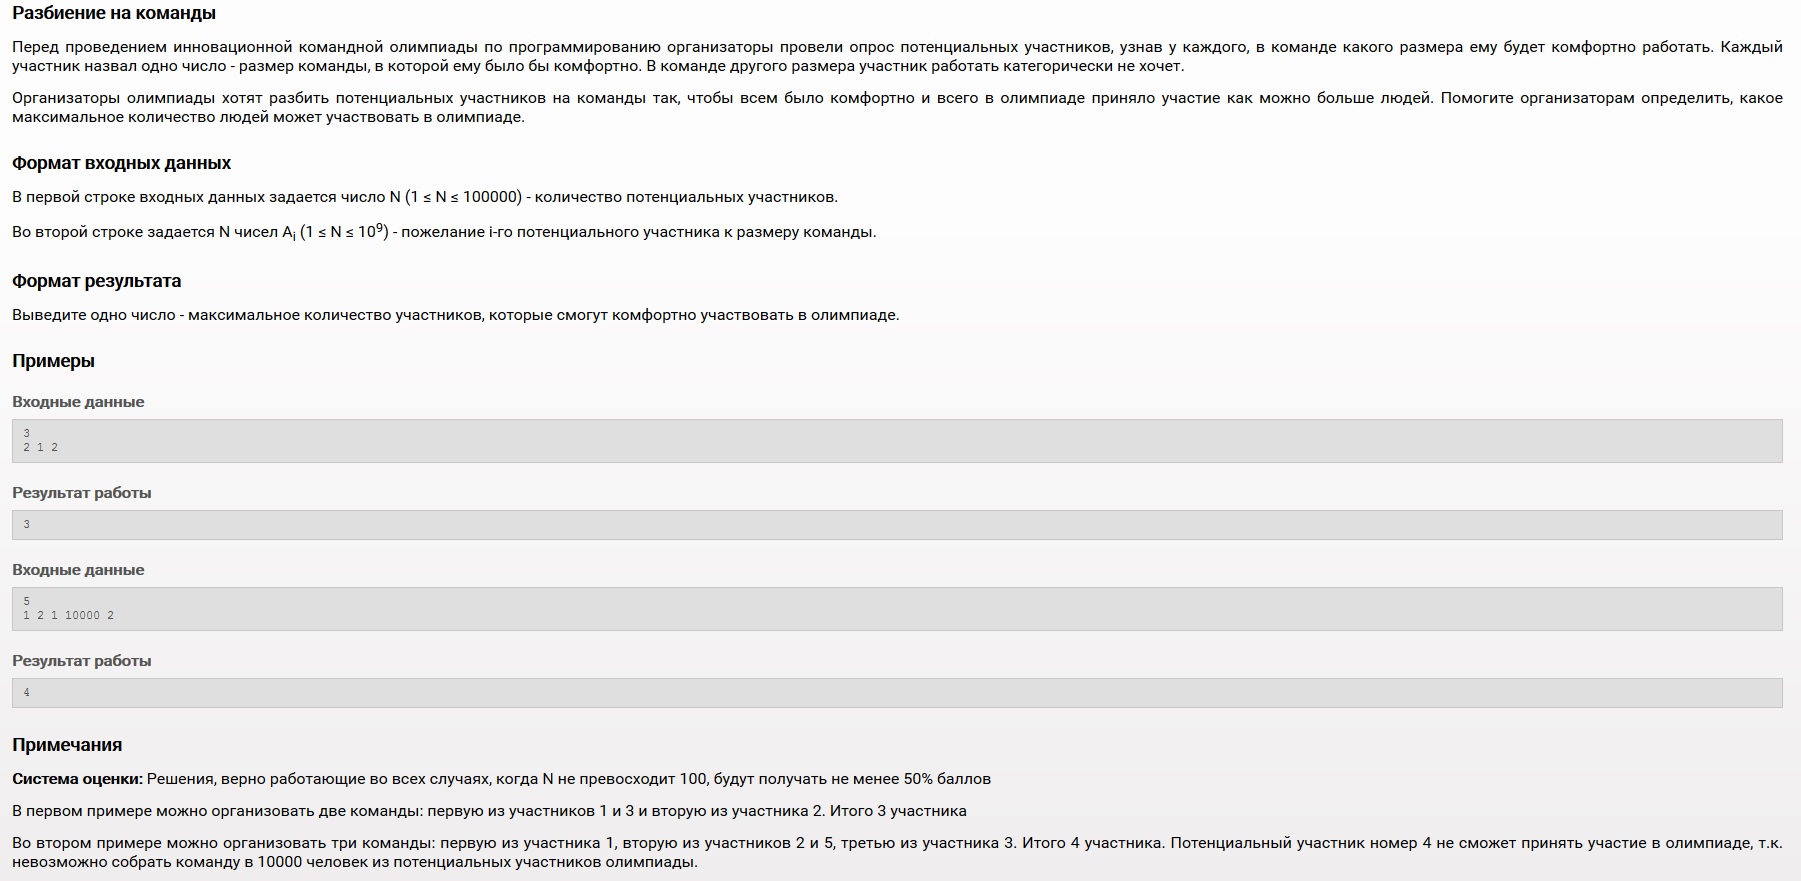 Разбиение на команды
Перед проведением инновационной командной олимпиады по программированию организаторы провели опрос потенциальных участников, узнав у каждого, в команде какого размера ему будет комфортно работать. Каждый
участник назвал одно число - размер команды, в которой ему было бы комфортно. В команде другого размера участник работать категорически не хочет.
Организаторы олимпиады хотят разбить потенциальных участников на команды так, чтобы всем было комфортно и всего в олимпиаде приняло участие как можно больше людей. Помогите организаторам определить, какое
максимальное количество людей может участвовать в олимпиаде.
Формат входных данных
В первой строке входных данных задается число N (1 ≤ N ≤ 100000) - количество потенциальных участников.
Во второй строке задается N чисел Aᵢ (1 ≤ N ≤ 10⁹) - пожелание i-го потенциального участника к размеру команды.
Формат результата
Выведите одно число - максимальное количество участников, которые смогут комфортно участвовать в олимпиаде.
Примеры
Входные данные
3
2 1 2
Результат работы
3
Входные данные
5
1 2 1 10000 2
Результат работы
4
Примечания
Система оценки: Решения, верно работающие во всех случаях, когда N не превосходит 100, будут получать не менее 50% баллов
В первом примере можно организовать две команды: первую из участников 1 и 3 и вторую из участника 2. Итого 3 участника
Во втором примере можно организовать три команды: первую из участника 1, вторую из участников 2 и 5, третью из участника 3. Итого 4 участника. Потенциальный участник номер 4 не сможет принять участие в олимпиаде, т.к.
невозможно собрать команду в 10000 человек из потенциальных участников олимпиады.